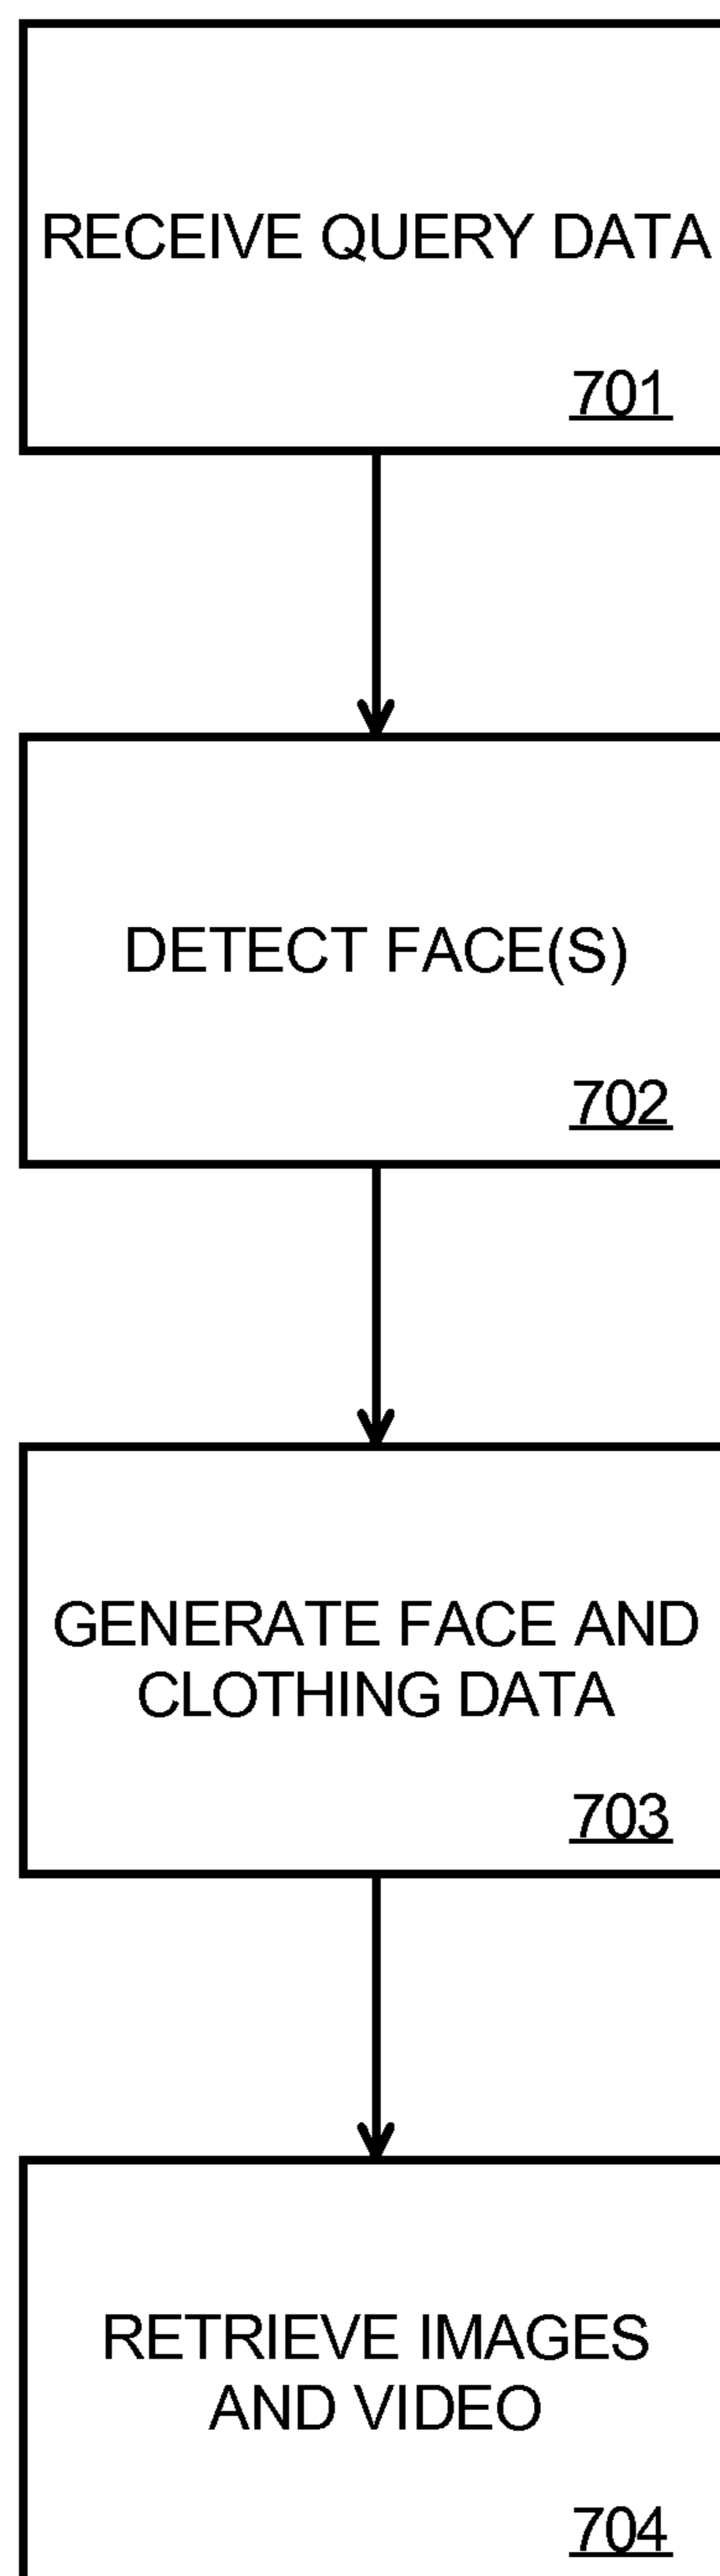 RECEIVE QUERY DATA
701
DETECT FACE(S)
702
GENERATE FACE AND
CLOTHING DATA
703
RETRIEVE IMAGES
AND VIDEO
704